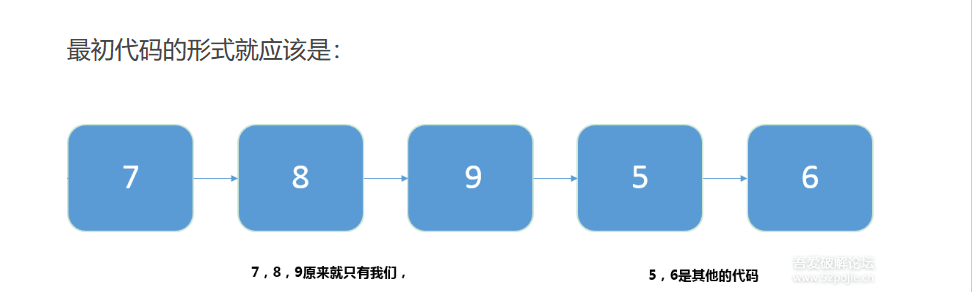 最初代码的形式就应该是：
7 8 9 5 6
7，8，9原来就只有我们， 5，6是其他的代码
吾爱破解论坛
www.52pojie.cn